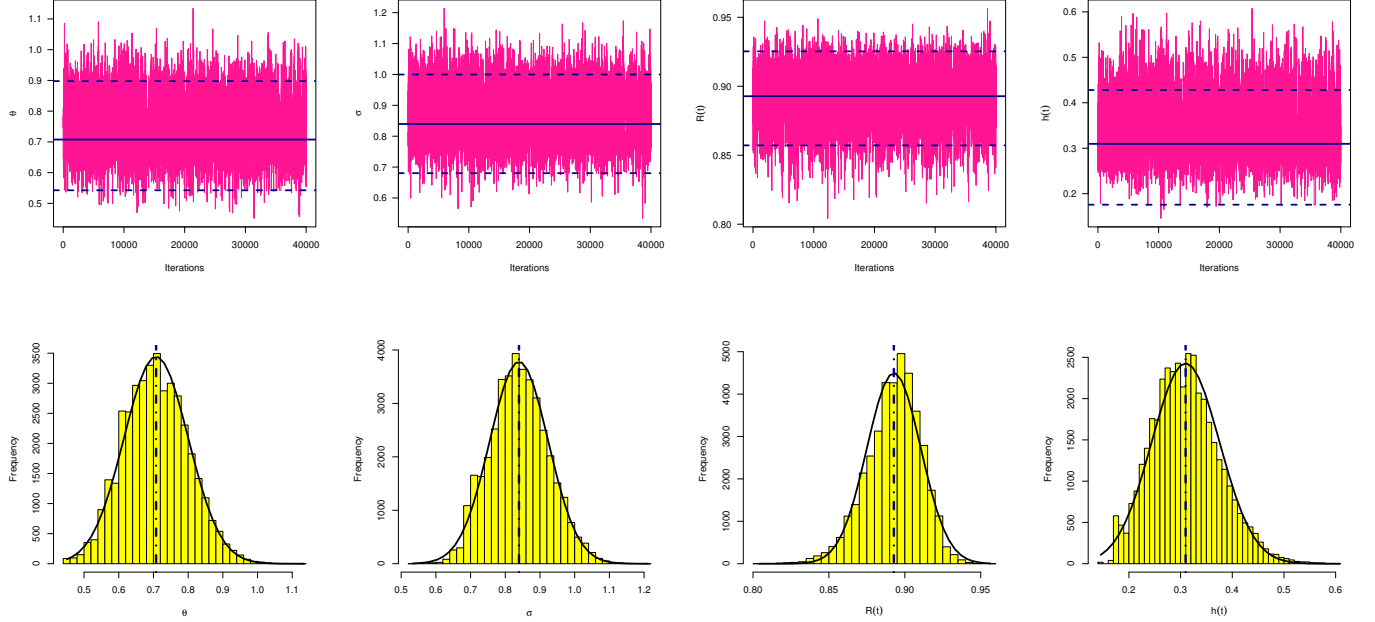 θ
0.5 0.6 0.7 0.8 0.9 1.0 1.1
0 10000 20000 30000 40000
Iterations
σ
0.6 0.7 0.8 0.9 1.0 1.1 1.2
0 10000 20000 30000 40000
Iterations
R(t)
0.80 0.85 0.90 0.95
0 10000 20000 30000 40000
Iterations
h(t)
0.2 0.3 0.4 0.5 0.6
0 10000 20000 30000 40000
Iterations
Frequency
0 500 1000 1500 2000 2500 3000 3500
0.5 0.6 0.7 0.8 0.9 1.0 1.1
θ
Frequency
0 1000 2000 3000 4000
0.5 0.6 0.7 0.8 0.9 1.0 1.1 1.2
σ
Frequency
0 1000 2000 3000 4000 5000
0.80 0.85 0.90 0.95
R(t)
Frequency
0 500 1000 1500 2000 2500
0.2 0.3 0.4 0.5 0.6
h(t)